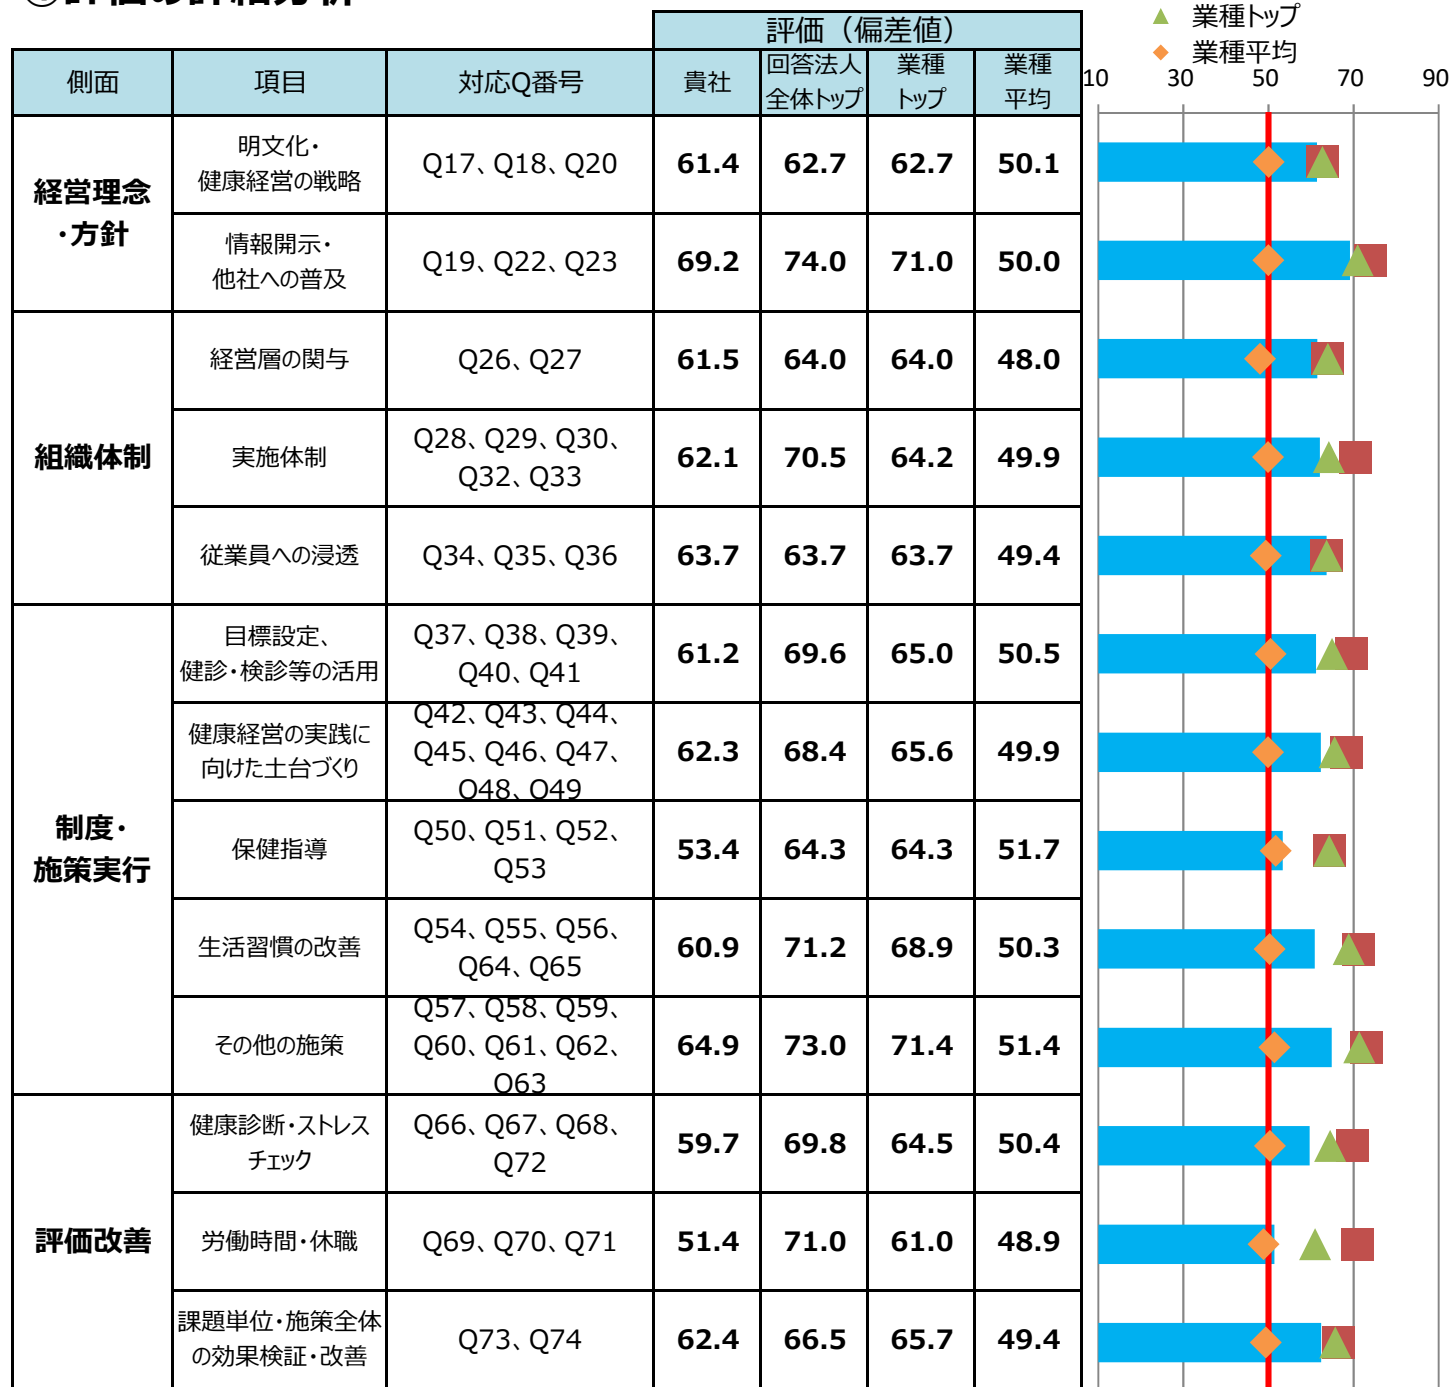 評価（偏差値）
側面 項目 対応Q番号 貴社 回答法人 業種 業種
全体トップ トップ 平均
業種トップ
業種平均
10 30 50 70 90
経営理念
・方針
明文化・
健康経営の戦略
Q17、Q18、Q20 61.4 62.7 62.7 50.1
情報開示・
他社への普及
Q19、Q22、Q23 69.2 74.0 71.0 50.0
組織体制
経営層の関与 Q26、Q27 61.5 64.0 64.0 48.0
実施体制
Q28、Q29、Q30、
Q32、Q33
62.1 70.5 64.2 49.9
従業員への浸透 Q34、Q35、Q36 63.7 63.7 63.7 49.4
制度・
施策実行
目標設定、
健診・検診等の活用
Q37、Q38、Q39、
Q40、Q41
61.2 69.6 65.0 50.5
健康経営の実践に
向けた土台づくり
Q42、Q43、Q44、
Q45、Q46、Q47、
Q48、Q49
62.3 68.4 65.6 49.9
保健指導
Q50、Q51、Q52、
Q53
53.4 64.3 64.3 51.7
生活習慣の改善
Q54、Q55、Q56、
Q64、Q65
60.9 71.2 68.9 50.3
その他の施策
Q57、Q58、Q59、
Q60、Q61、Q62、
Q63
64.9 73.0 71.4 51.4
評価改善
健康診断・ストレス
チェック
Q66、Q67、Q68、
Q72
59.7 69.8 64.5 50.4
労働時間・休職 Q69、Q70、Q71 51.4 71.0 61.0 48.9
課題単位・施策全体
の効果検証・改善
Q73、Q74 62.4 66.5 65.7 49.4